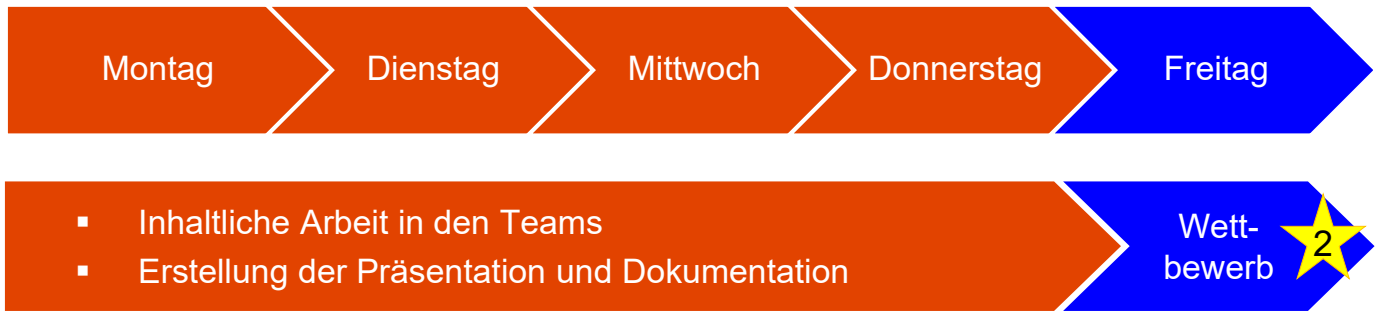 Montag
Dienstag
Mittwoch
Donnerstag
Freitag
▪ Inhaltliche Arbeit in den Teams
▪ Erstellung der Präsentation und Dokumentation
Wett-
bewerb
2